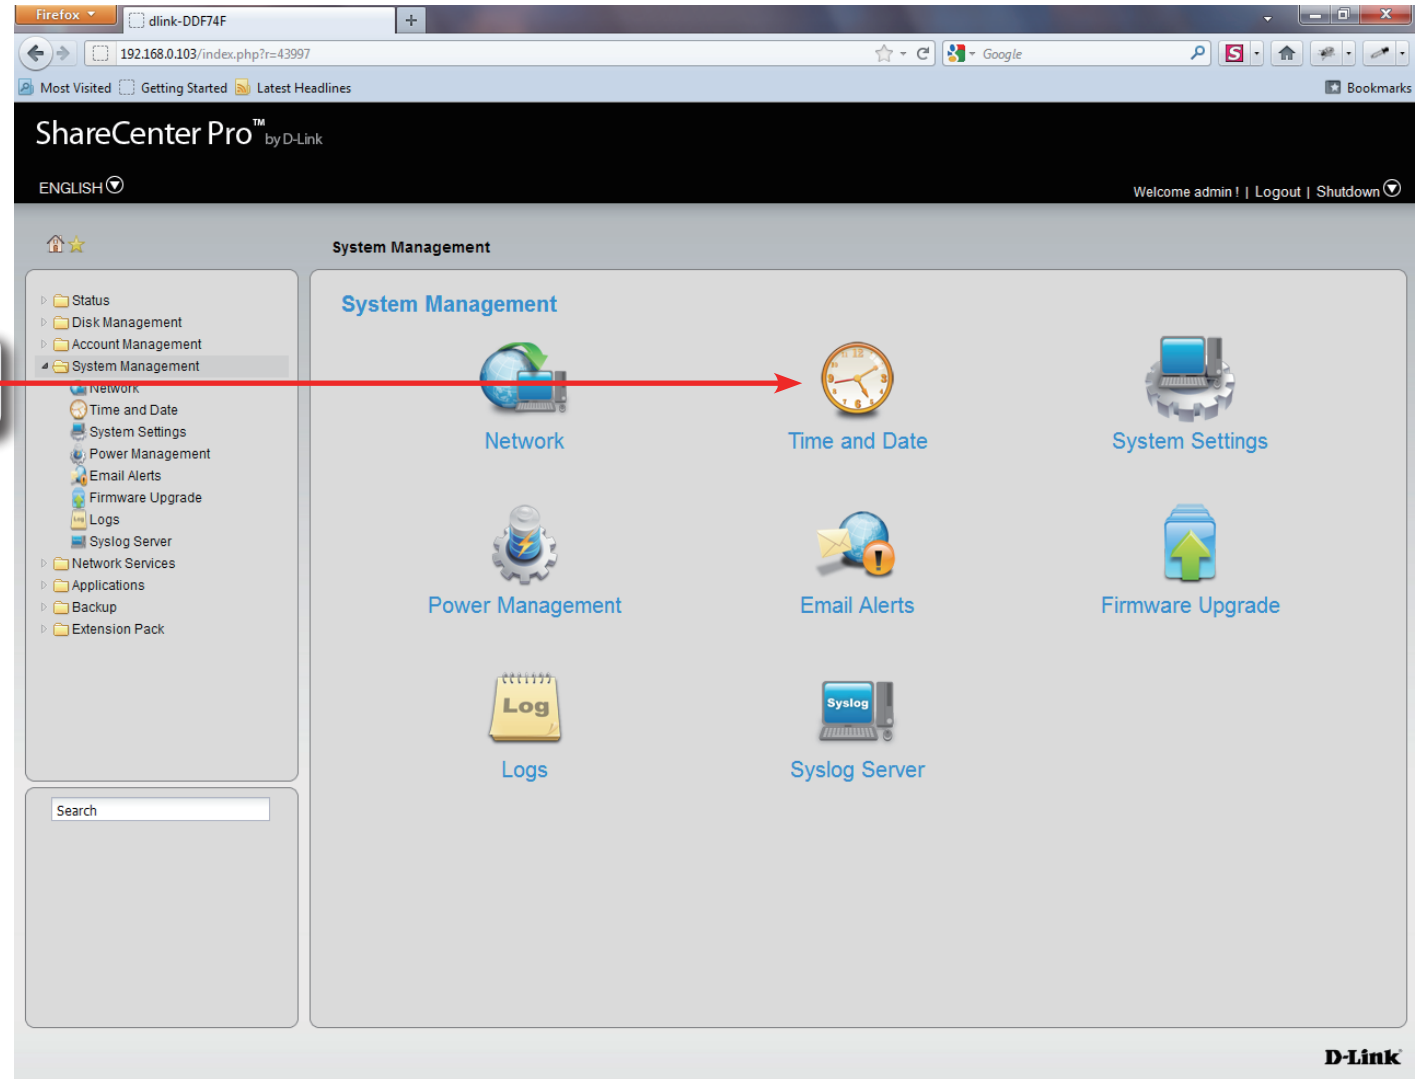 Firefox
dlink-DDF74F
192.168.0.103/index.php?r=43997
Google
Most Visited Getting Started Latest Headlines
Bookmarks
ShareCenter Pro™ by D-Link
ENGLISH
Welcome admin ! | Logout | Shutdown
System Management
Status
Disk Management
Account Management
System Management
Network
Time and Date
System Settings
Power Management
Email Alerts
Firmware Upgrade
Logs
Syslog Server
Network Services
Applications
Backup
Extension Pack
Search
System Management
Network
Time and Date
System Settings
Power Management
Email Alerts
Firmware Upgrade
Log
Logs
Syslog
Syslog Server
D-Link